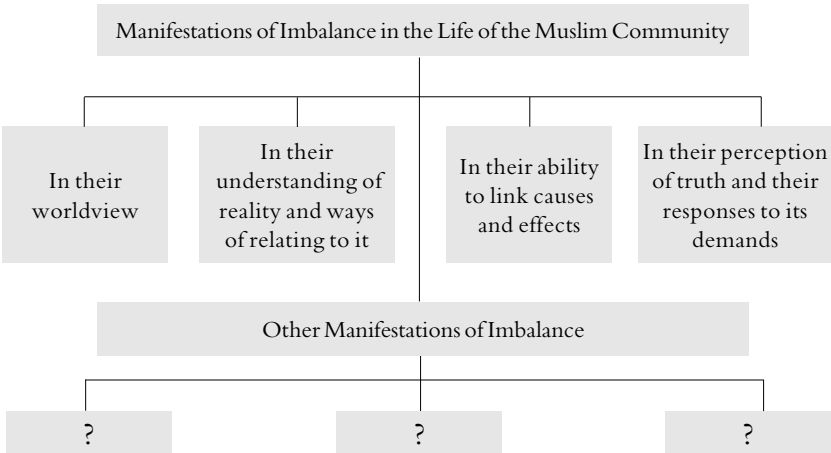 Manifestations of Imbalance in the Life of the Muslim Community
In their
worldview
In their
understanding of
reality and ways
of relating to it
In their ability
to link causes
and effects
In their perception
of truth and their
responses to its
demands
Other Manifestations of Imbalance
?
?
?